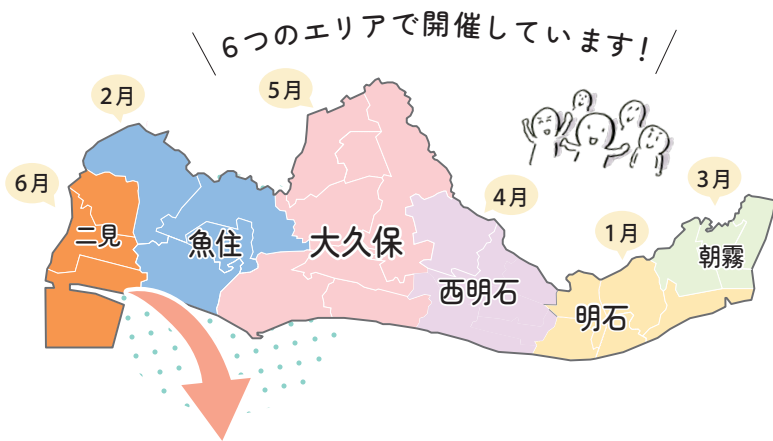 6つのエリアで開催しています!
5月
2月
6月
3月
4月
1月
二見
魚住
大久保
西明石
明石
朝霧